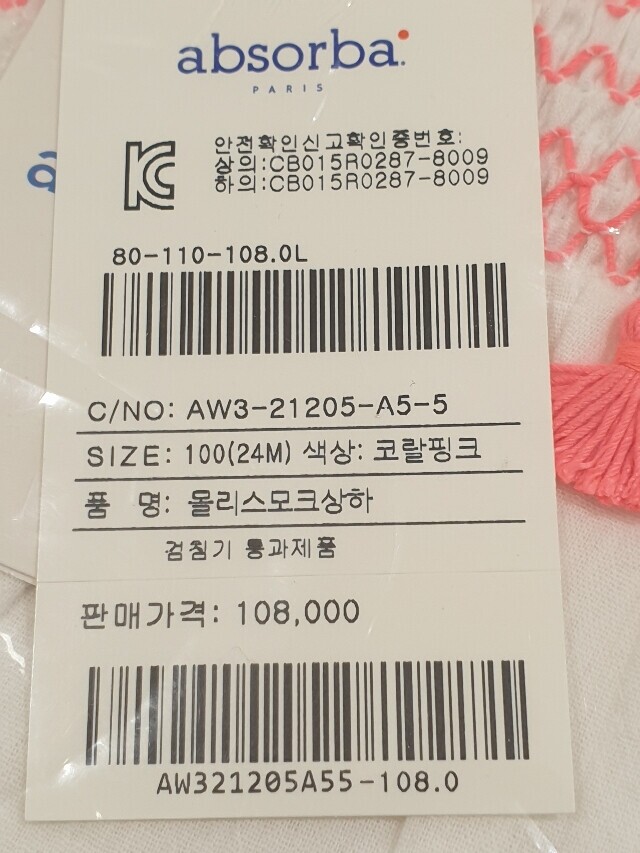 absorba.
PARIS
안전확인신고확인증번호:
상의:CB015R0287-8009
하의:CB015R0287-8009
80-110-108.0L
C/NO: AW3-21205-A5-5
SIZE: 100(24M) 색상: 코랄핑크
품 명: 몰리스모크상하
검침기 통과제품
판매가격: 108,000
AW321205A55-108.0